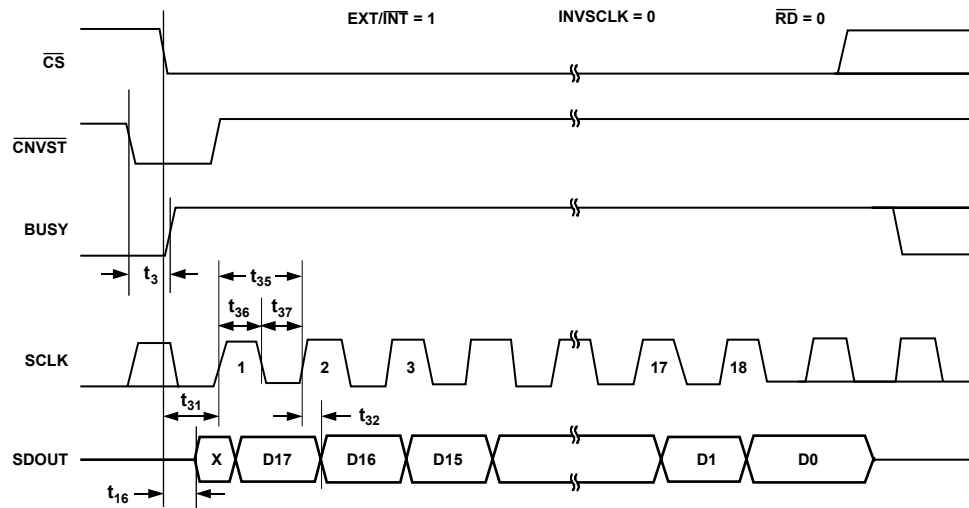 EXT/INT = 1 INVSCLK = 0 RD = 0
CS
CNVST
BUSY
t3
t35
t36 t37
SCLK
1 2 3 17 18
t31
t32
SDOUT
X D17 D16 D15 D1 D0
t16